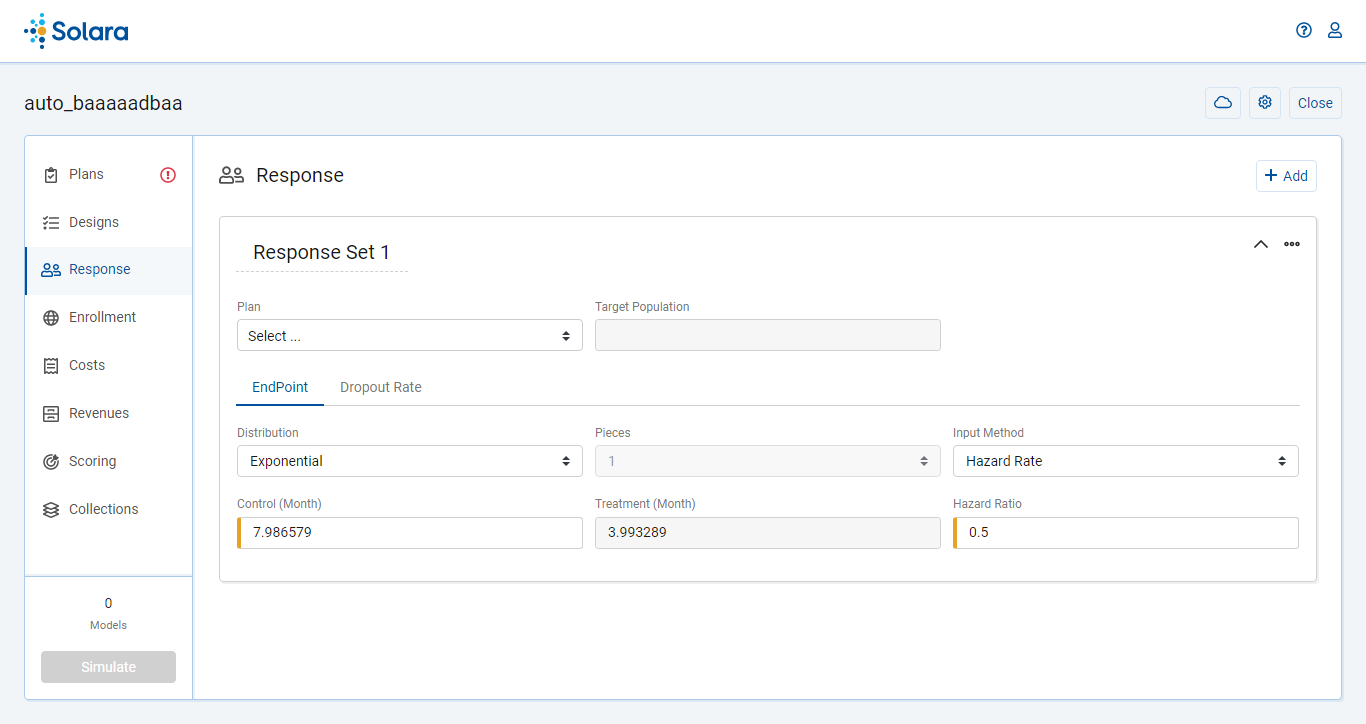 Solara
auto_baaaaadbaa
Close
Plans
Designs
Response
Enrollment
Costs
Revenues
Scoring
Collections
0
Models
Simulate
Response
Add
Response Set 1
Plan
Target Population
Select ...
EndPoint
Dropout Rate
Distribution
Pieces
Input Method
Exponential
1
Hazard Rate
Control (Month)
Treatment (Month)
Hazard Ratio
7.986579
3.993289
0.5